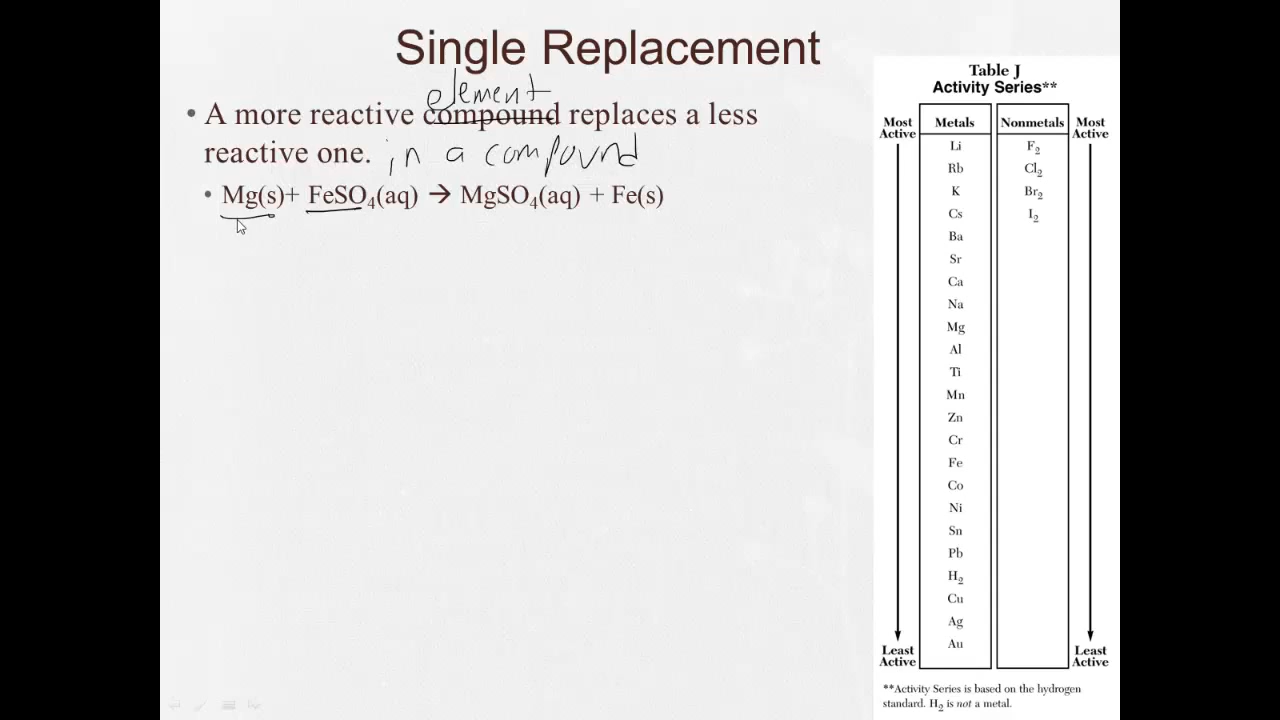 Single Replacement
element
• A more reactive compound replaces a less
reactive one. in a compound
• Mg(s)+ FeSO₄(aq) → MgSO₄(aq) + Fe(s)
Table J
Activity Series**
Most Active
Metals
Nonmetals
Most Active
Li F₂
Rb Cl₂
K Br₂
Cs I₂
Ba
Sr
Ca
Na
Mg
Al
Ti
Mn
Zn
Cr
Fe
Co
Ni
Sn
Pb
H₂
Cu
Ag
Au
Least Active
Least Active
**Activity Series is based on the hydrogen
standard. H₂ is not a metal.